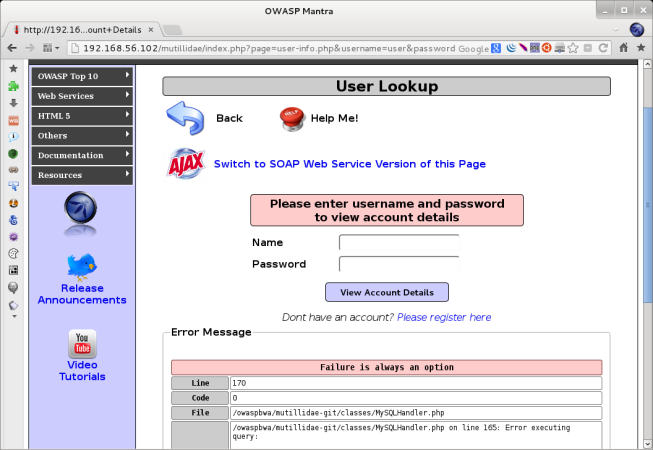 OWASP Mantra
http://192.16...ount+Details
192.168.56.102/mutillidae/index.php?page=user-info.php&username=user&password
Google
OWASP Top 10
Web Services
HTML 5
Others
Documentation
Resources
Release
Announcements
You
Tube
Video
Tutorials
User Lookup
Back
HELP
Help Me!
AJAX
Switch to SOAP Web Service Version of this Page
Please enter username and password
to view account details
Name
Password
View Account Details
Dont have an account? Please register here
Error Message
Failure is always an option
Line 170
Code 0
File /owaspbwa/mutillidae-git/classes/MySQLHandler.php
/owaspbwa/mutillidae-git/classes/MySQLHandler.php on line 165: Error executing
query: